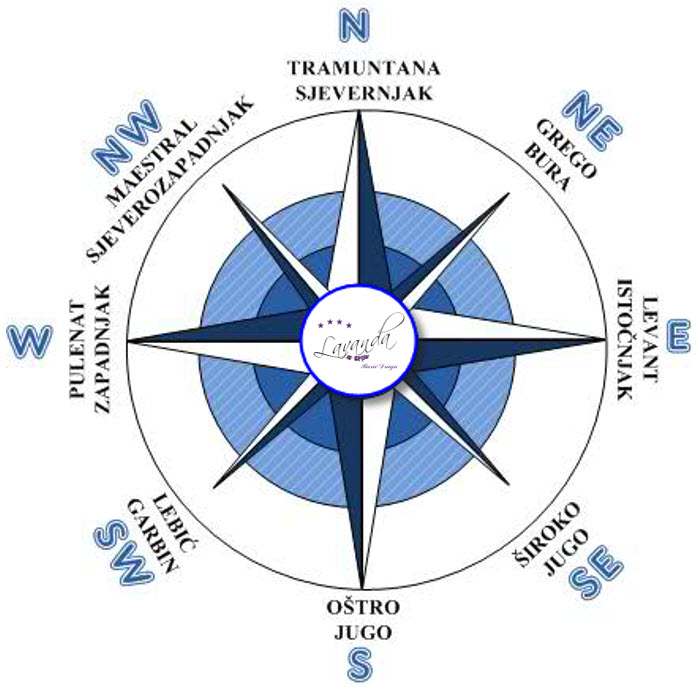 N
TRAMUNTANA
SJEVERNJAK
NW
MAESTRAL
SJEVEROZAPADNJAK
NE
GREGO
BURA
W
PULENAT
ZAPADNJAK
Lavanda
LEVANT
ISTOČNJAK
E
SW
LEBIĆ
GARBIN
ŠIROKO
JUGO
SE
OŠTRO
JUGO
S